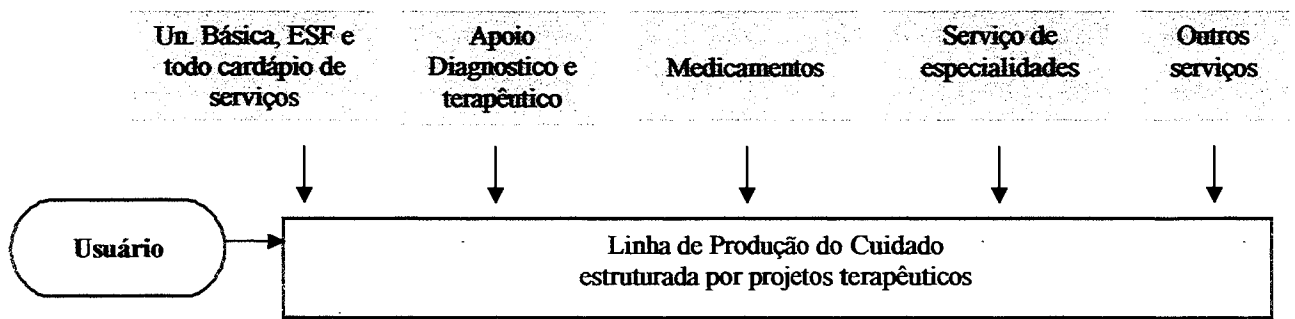 Un. Básica, ESF e
todo cardápio de
serviços
Apoio
Diagnostico e
terapêutico
Medicamentos
Serviço de
especialidades
Outros
serviços
Usuário
Linha de Produção do Cuidado
estruturada por projetos terapêuticos